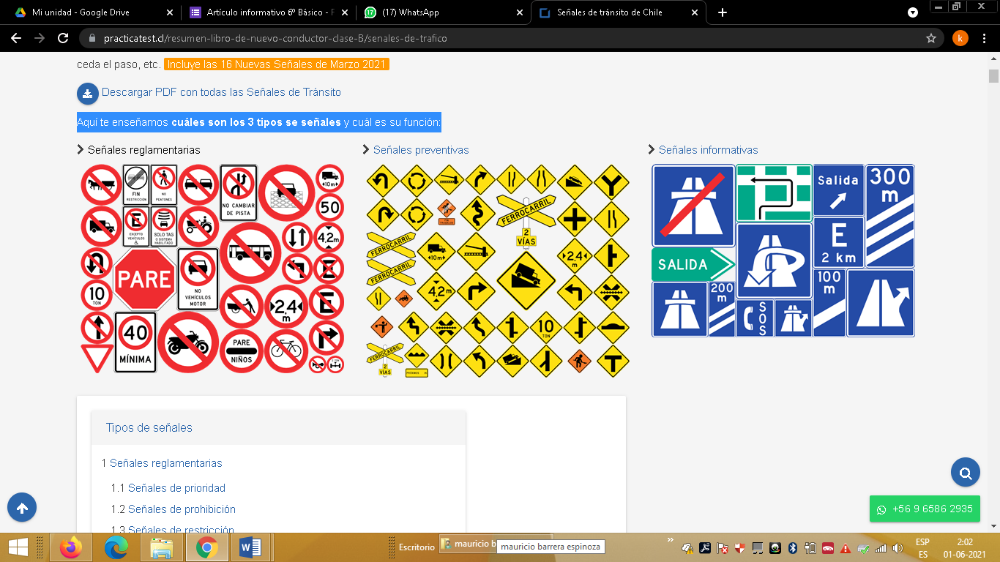 Mi unidad - Google Drive
Artículo informativo 6º Básico - F
(17) WhatsApp
Señales de tránsito de Chile
practicatest.cl/resumen-libro-de-nuevo-conductor-clase-B/senales-de-trafico
k
ceda el paso, etc. Incluye las 16 Nuevas Señales de Marzo 2021
Descargar PDF con todas las Señales de Tránsito
Aquí te enseñamos cuáles son los 3 tipos se señales y cuál es su función:
Señales reglamentarias
Señales preventivas
Señales informativas
FIN
RESTRICCIÓN
NO
PEATONES
NO CAMBIAR
DE PISTA
10m
50
E
EXCEPTO
VEHÍCULOS
SOLO TAG
O SISTEMA
HABILITADO
4,2m
PARE
NO
VEHÍCULOS
MOTOR
10
TON
2,4
m
E
40
MÍNIMA
PARE
NIÑOS
FERROCARRIL
2
VÍAS
FERROCARRIL
FERROCARRIL
10m
2,4
m
4,2
m
10
TON
FERROCARRIL
2
VÍAS
Salida
300
m
E
2 km
SALIDA
200
m
100
m
SOS
Tipos de señales
1 Señales reglamentarias
1.1 Señales de prioridad
1.2 Señales de prohibición
1.3 Señales de restricción
+56 9 6586 2935
Escritorio
mauricio b
mauricio barrera espinoza
ESP
ES
2:02
01-06-2021